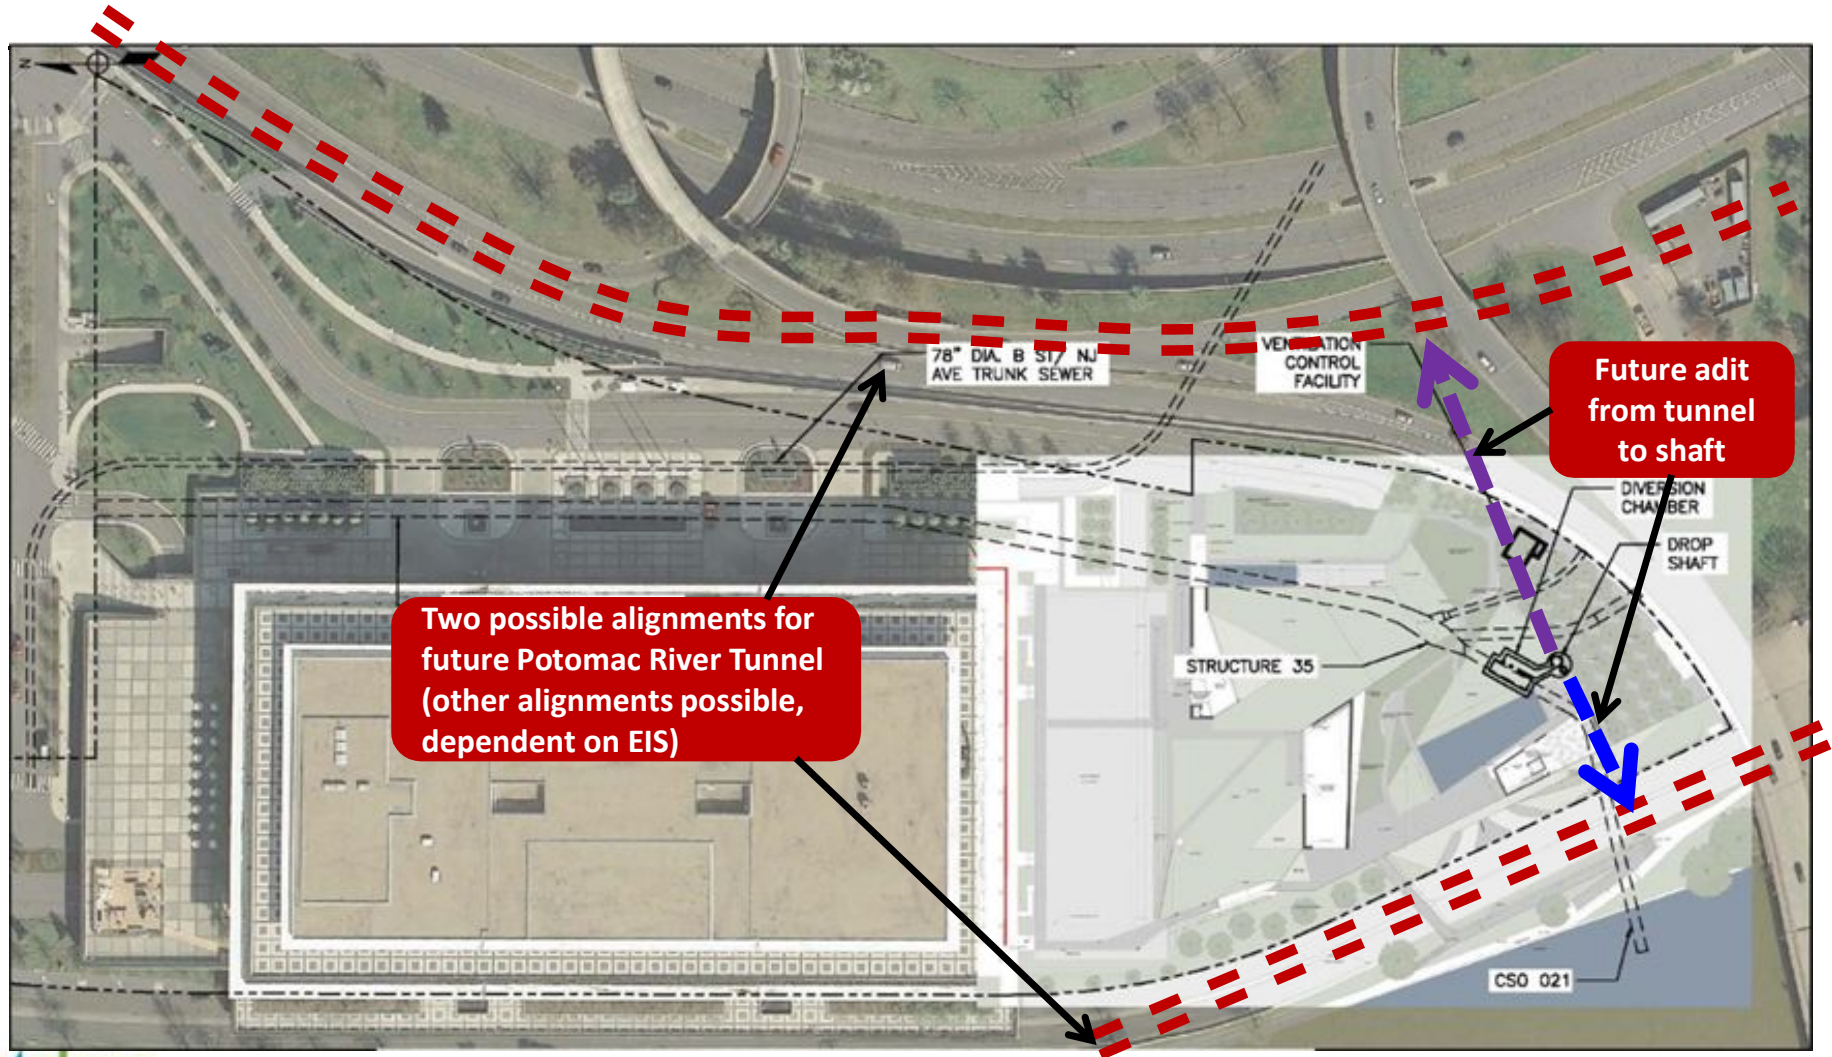 N
78" DIA. B ST/ NJ
AVE TRUNK SEWER
VENTILATION
CONTROL
FACILITY
Future adit
from tunnel
to shaft
DIVERSION
CHAMBER
DROP
SHAFT
Two possible alignments for
future Potomac River Tunnel
(other alignments possible,
dependent on EIS)
STRUCTURE 35
CSO 021